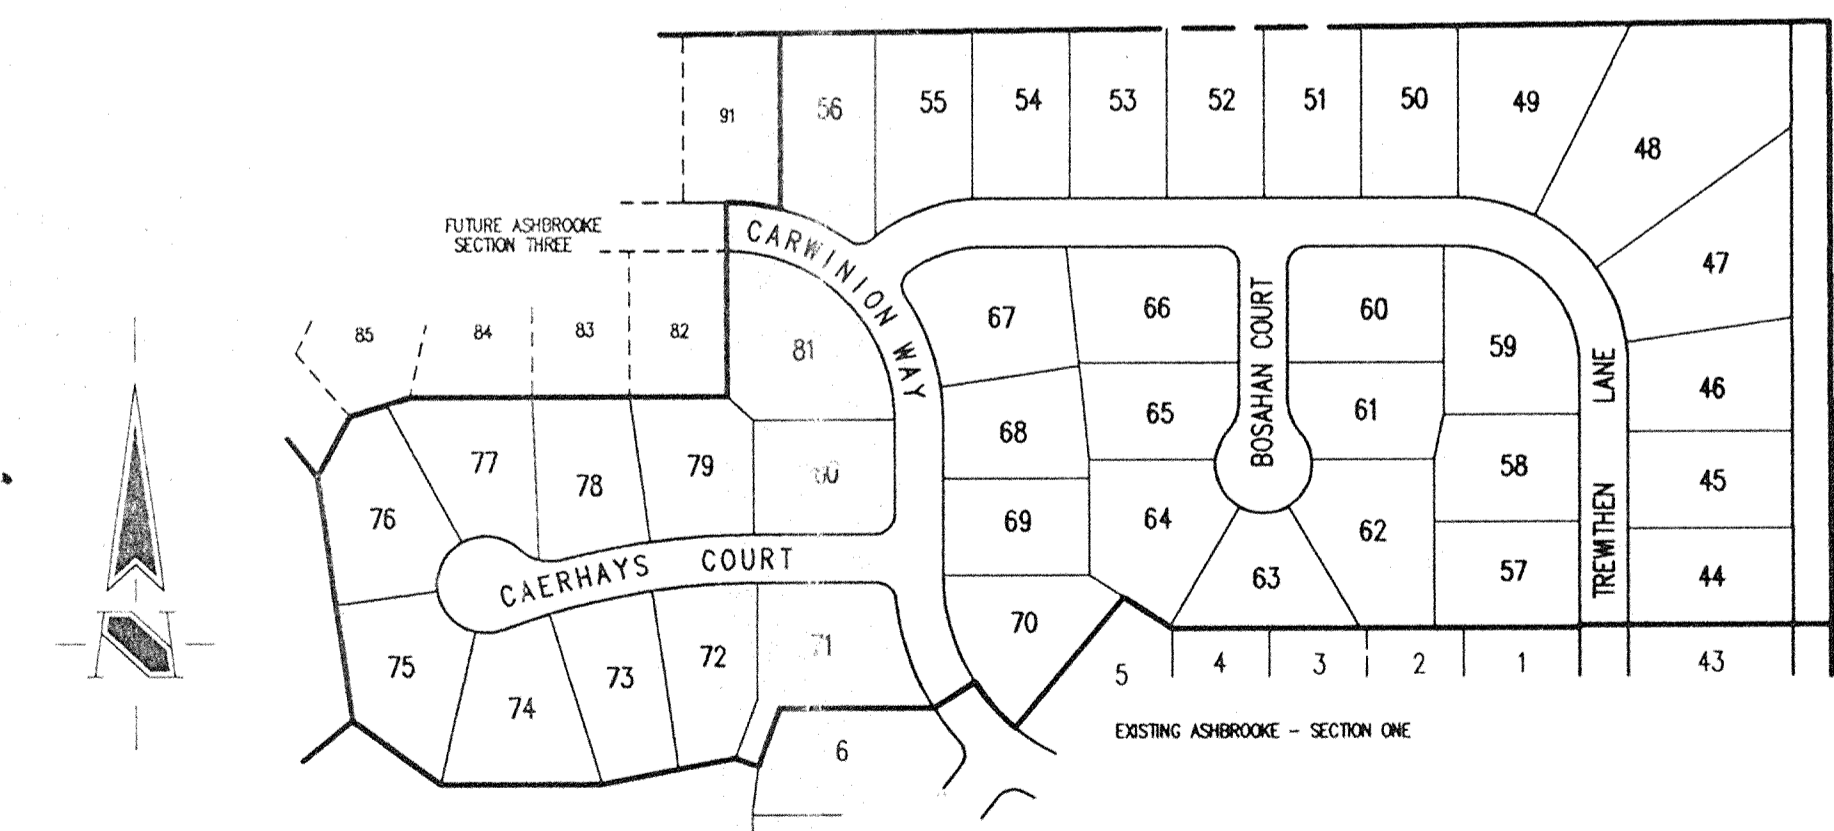 91 56 55 54 53 52 51 50 49
48
FUTURE ASHBROOKE
SECTION THREE
CARWINION WAY
47
85 84 83 82 81 67 66 BOSAHAN COURT 60 59
TREWITHEN LANE
46
77 78 79 80 68 65 61 58 45
76 69 64 62
CAERHAYS COURT
63 57 44
75 74 73 72 71 70
5 4 3 2 1 43
6
EXISTING ASHBROOKE - SECTION ONE
N